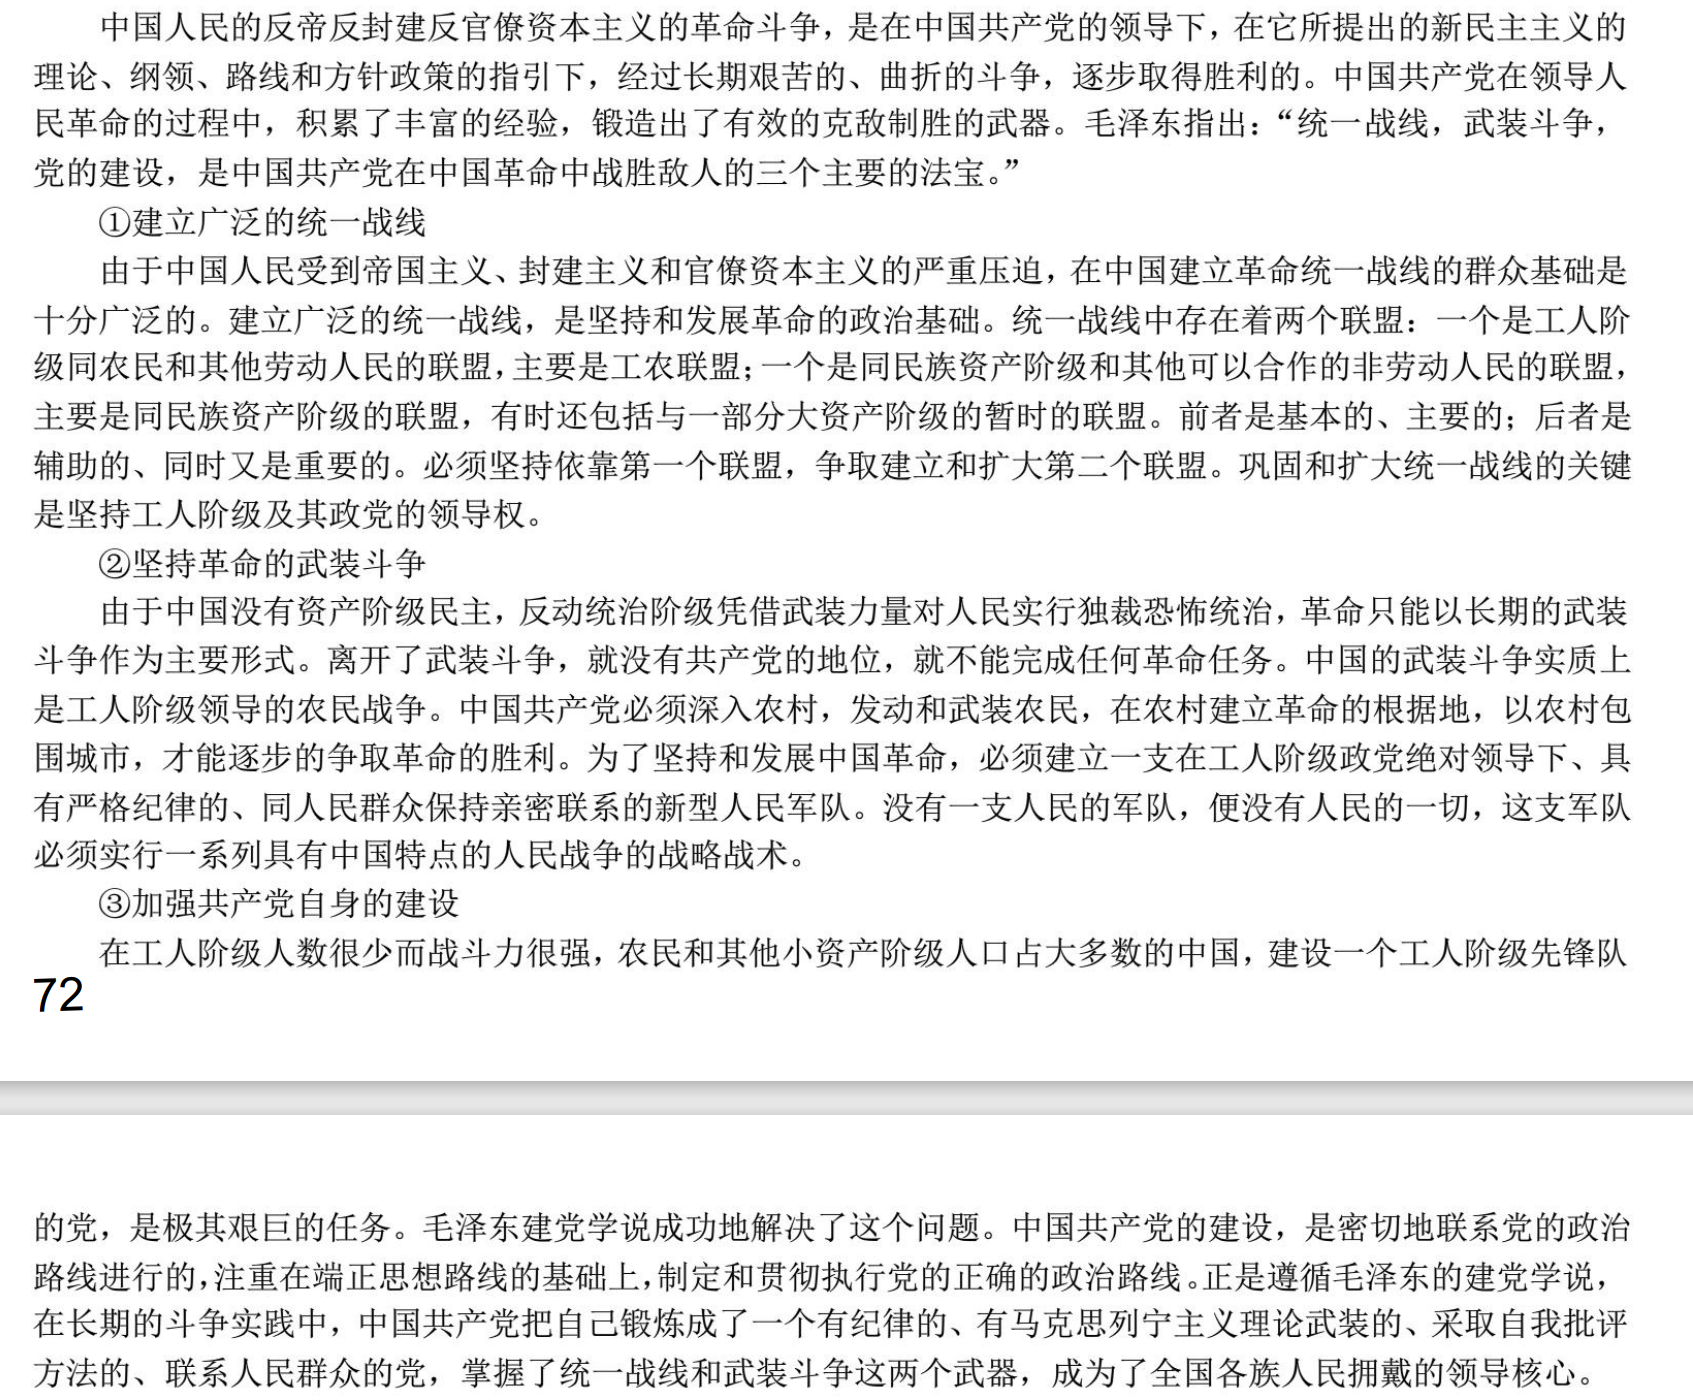 中国人民的反帝反封建反官僚资本主义的革命斗争，是在中国共产党的领导下，在它所提出的新民主主义的
理论、纲领、路线和方针政策的指引下，经过长期艰苦的、曲折的斗争，逐步取得胜利的。中国共产党在领导人
民革命的过程中，积累了丰富的经验，锻造出了有效的克敌制胜的武器。毛泽东指出：“统一战线，武装斗争，
党的建设，是中国共产党在中国革命中战胜敌人的三个主要的法宝。”
①建立广泛的统一战线
由于中国人民受到帝国主义、封建主义和官僚资本主义的严重压迫，在中国建立革命统一战线的群众基础是
十分广泛的。建立广泛的统一战线，是坚持和发展革命的政治基础。统一战线中存在着两个联盟：一个是工人阶
级同农民和其他劳动人民的联盟，主要是工农联盟；一个是同民族资产阶级和其他可以合作的非劳动人民的联盟，
主要是同民族资产阶级的联盟，有时还包括与一部分大资产阶级的暂时的联盟。前者是基本的、主要的；后者是
辅助的、同时又是重要的。必须坚持依靠第一个联盟，争取建立和扩大第二个联盟。巩固和扩大统一战线的关键
是坚持工人阶级及其政党的领导权。
②坚持革命的武装斗争
由于中国没有资产阶级民主，反动统治阶级凭借武装力量对人民实行独裁恐怖统治，革命只能以长期的武装
斗争作为主要形式。离开了武装斗争，就没有共产党的地位，就不能完成任何革命任务。中国的武装斗争实质上
是工人阶级领导的农民战争。中国共产党必须深入农村，发动和武装农民，在农村建立革命的根据地，以农村包
围城市，才能逐步的争取革命的胜利。为了坚持和发展中国革命，必须建立一支在工人阶级政党绝对领导下、具
有严格纪律的、同人民群众保持亲密联系的新型人民军队。没有一支人民的军队，便没有人民的一切，这支军队
必须实行一系列具有中国特点的人民战争的战略战术。
③加强共产党自身的建设
在工人阶级人数很少而战斗力很强，农民和其他小资产阶级人口占大多数的中国，建设一个工人阶级先锋队
72
的党，是极其艰巨的任务。毛泽东建党学说成功地解决了这个问题。中国共产党的建设，是密切地联系党的政治
路线进行的，注重在端正思想路线的基础上，制定和贯彻执行党的正确的政治路线。正是遵循毛泽东的建党学说，
在长期的斗争实践中，中国共产党把自己锻炼成了一个有纪律的、有马克思列宁主义理论武装的、采取自我批评
方法的、联系人民群众的党，掌握了统一战线和武装斗争这两个武器，成为了全国各族人民拥戴的领导核心。